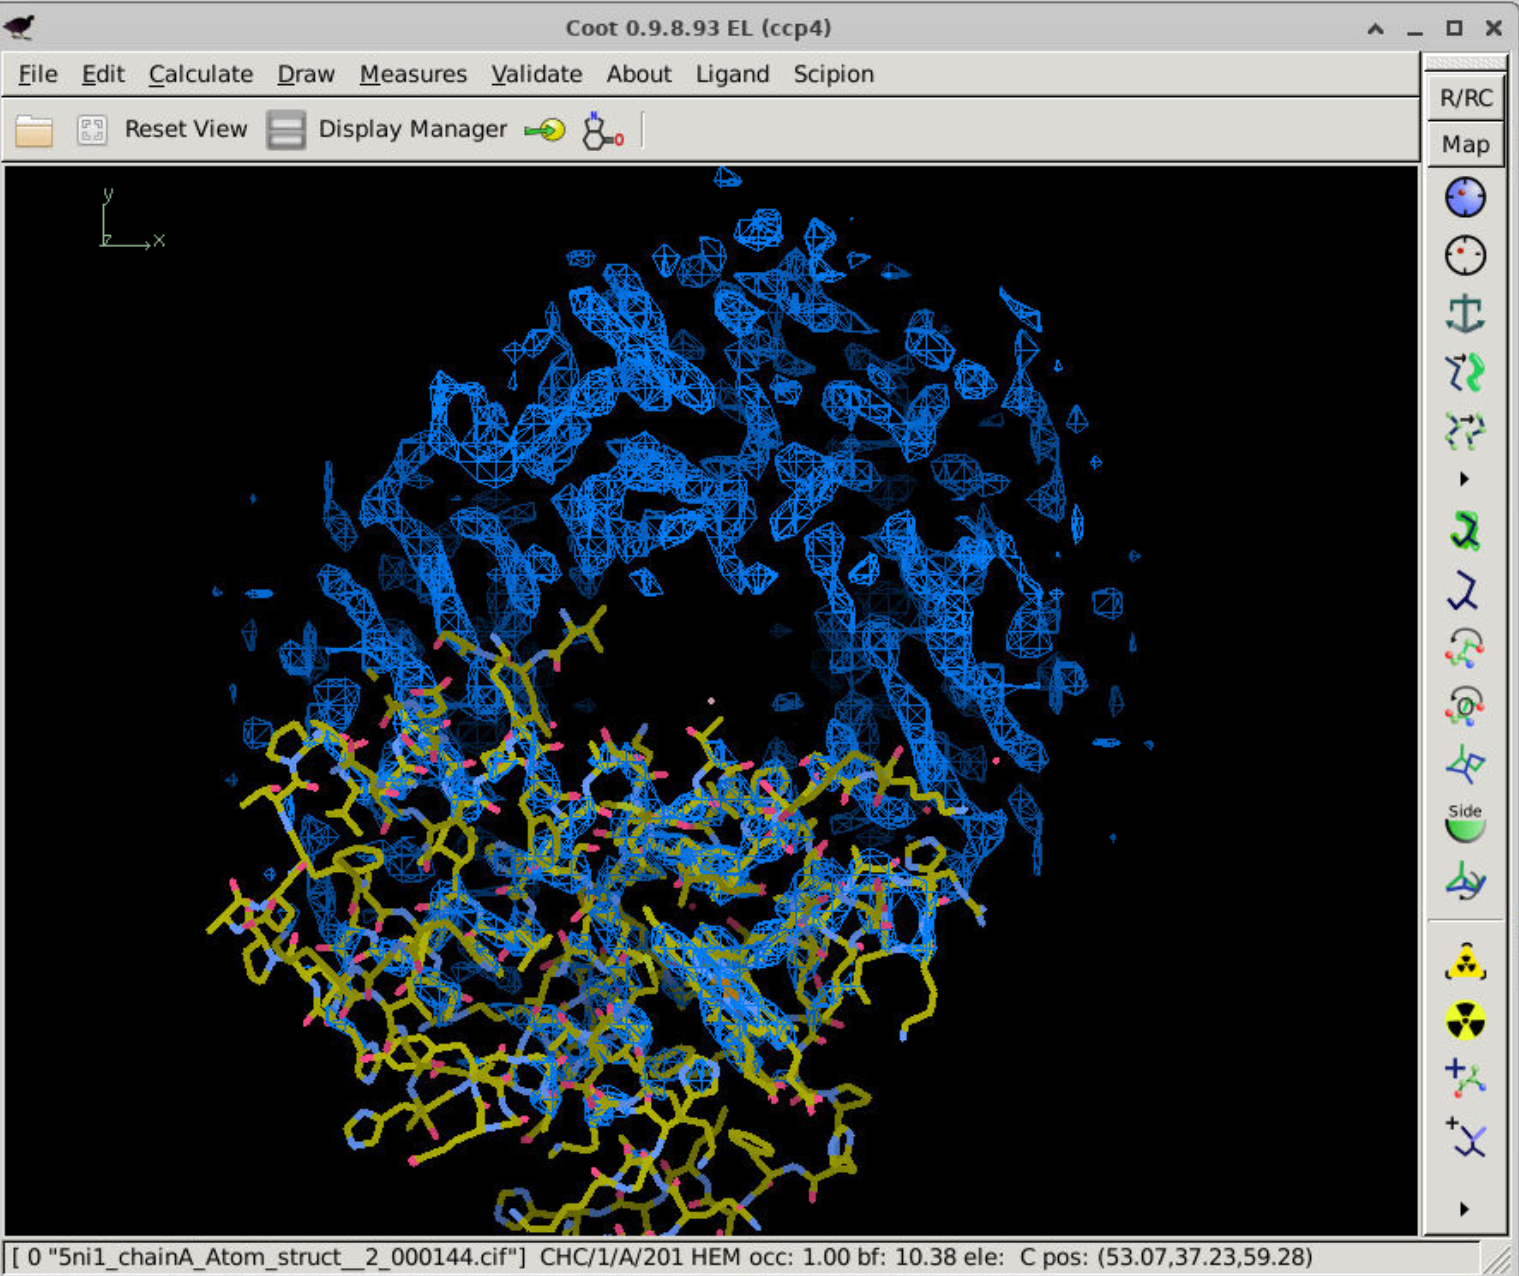 Coot 0.9.8.93 EL (ccp4)
File Edit Calculate Draw Measures Validate About Ligand Scipion
R/RC
Reset View Display Manager
Map
y
z x
Side
[ 0 "5ni1_chainA_Atom_struct__2_000144.cif"] CHC/1/A/201 HEM occ: 1.00 bf: 10.38 ele: C pos: (53.07,37.23,59.28)